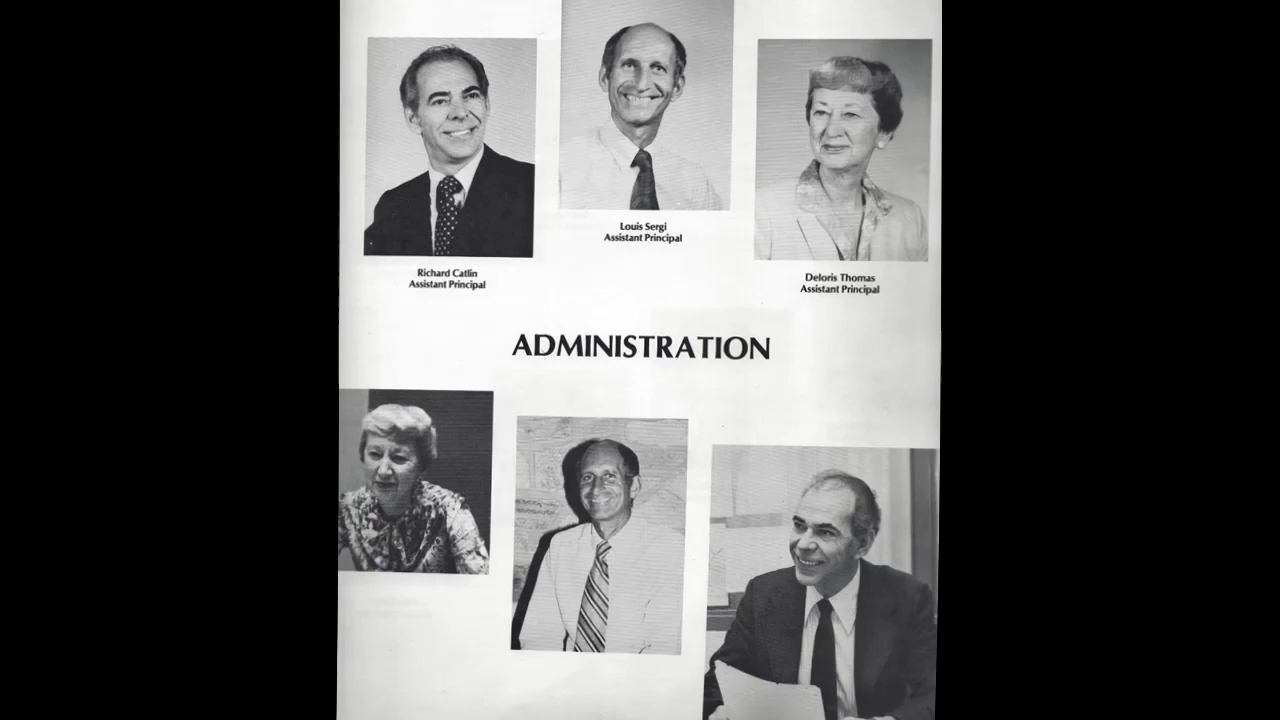 Louis Sergi
Assistant Principal
Richard Catlin
Assistant Principal
Deloris Thomas
Assistant Principal
ADMINISTRATION